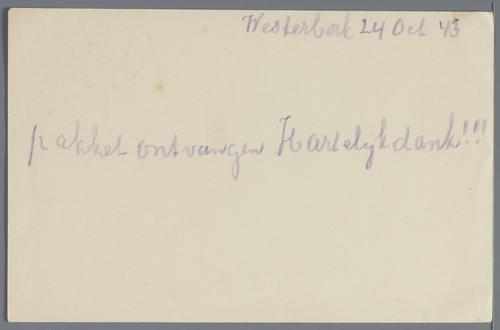 Westerbork 24 Oct 43
pakket ontvangen Hartelijk dank!!!